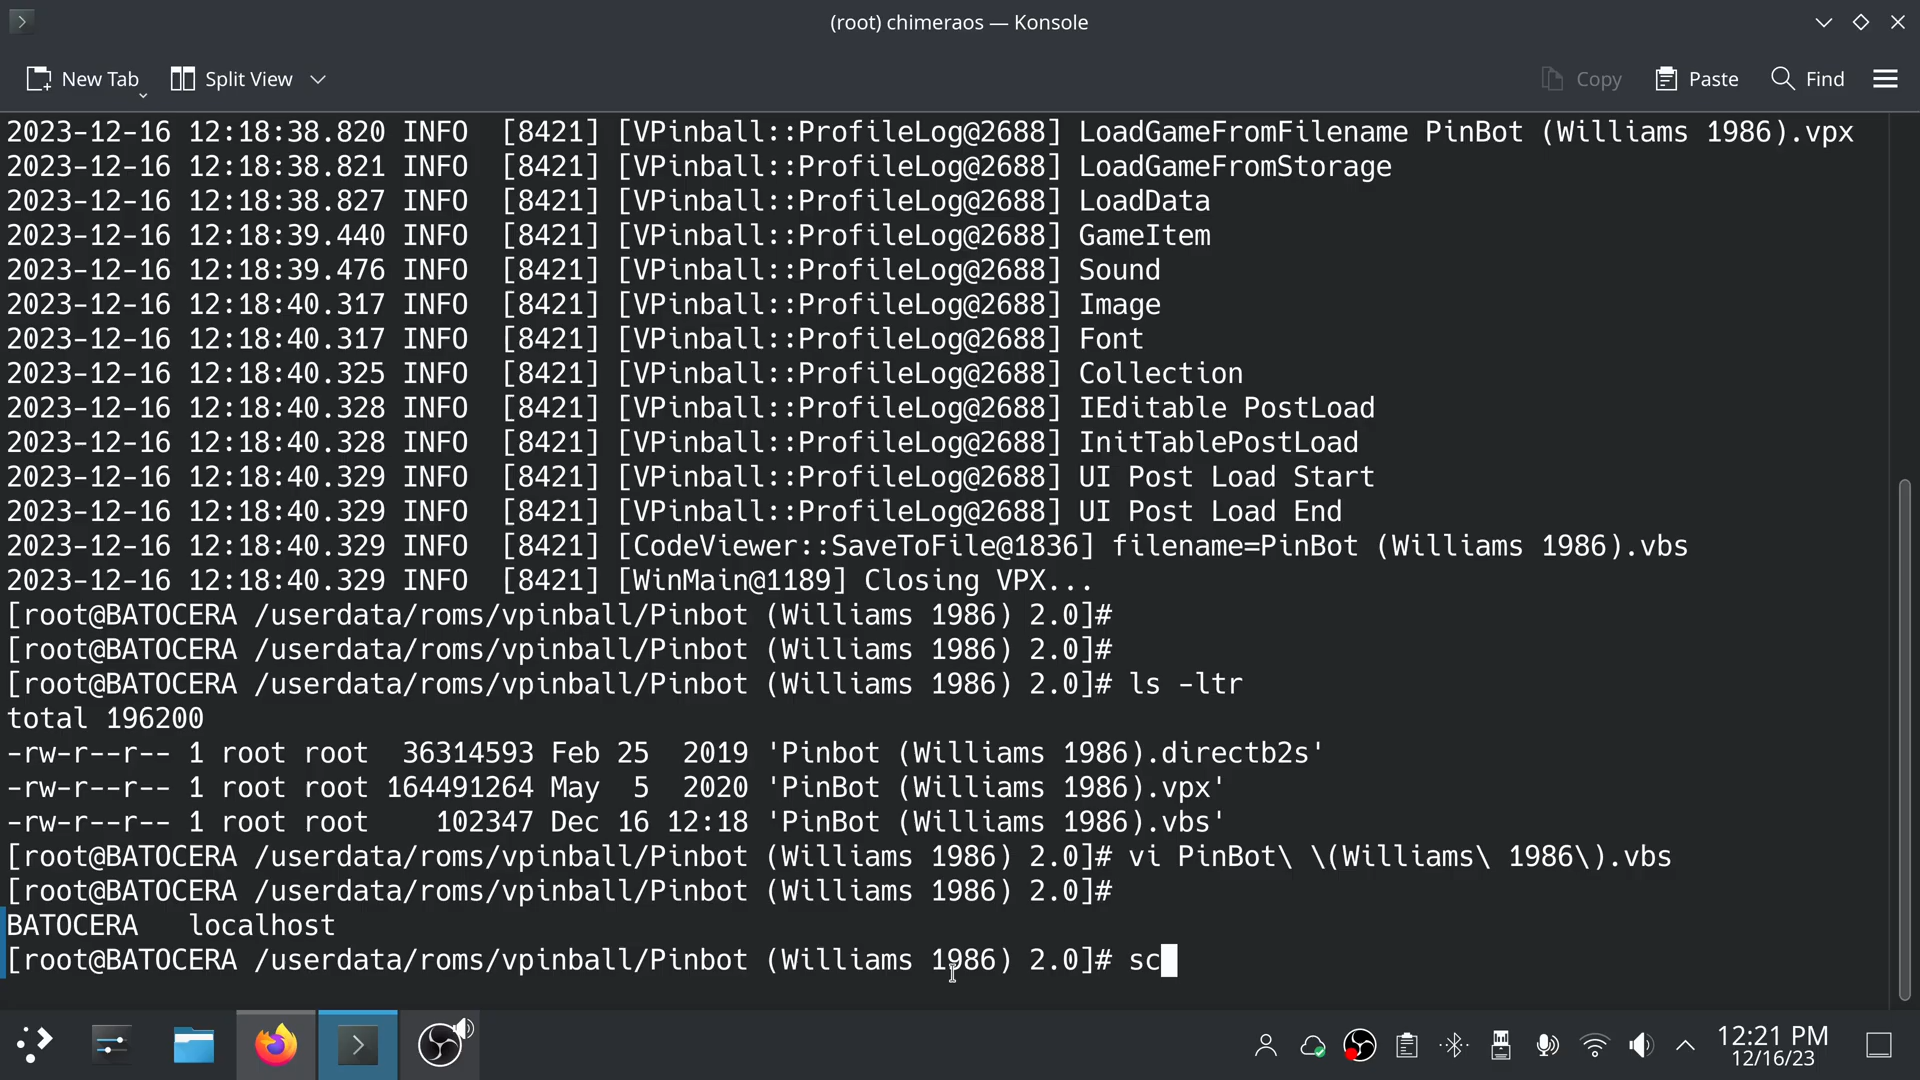 (root) chimeraos — Konsole
New Tab
Split View
Copy
Paste
Find
2023-12-16 12:18:38.820 INFO  [8421] [VPinball::ProfileLog@2688] LoadGameFromFilename PinBot (Williams 1986).vpx
2023-12-16 12:18:38.821 INFO  [8421] [VPinball::ProfileLog@2688] LoadGameFromStorage
2023-12-16 12:18:38.827 INFO  [8421] [VPinball::ProfileLog@2688] LoadData
2023-12-16 12:18:39.440 INFO  [8421] [VPinball::ProfileLog@2688] GameItem
2023-12-16 12:18:39.476 INFO  [8421] [VPinball::ProfileLog@2688] Sound
2023-12-16 12:18:40.317 INFO  [8421] [VPinball::ProfileLog@2688] Image
2023-12-16 12:18:40.317 INFO  [8421] [VPinball::ProfileLog@2688] Font
2023-12-16 12:18:40.325 INFO  [8421] [VPinball::ProfileLog@2688] Collection
2023-12-16 12:18:40.328 INFO  [8421] [VPinball::ProfileLog@2688] IEditable PostLoad
2023-12-16 12:18:40.328 INFO  [8421] [VPinball::ProfileLog@2688] InitTablePostLoad
2023-12-16 12:18:40.329 INFO  [8421] [VPinball::ProfileLog@2688] UI Post Load Start
2023-12-16 12:18:40.329 INFO  [8421] [VPinball::ProfileLog@2688] UI Post Load End
2023-12-16 12:18:40.329 INFO  [8421] [CodeViewer::SaveToFile@1836] filename=PinBot (Williams 1986).vbs
2023-12-16 12:18:40.329 INFO  [8421] [WinMain@1189] Closing VPX...
[root@BATOCERA /userdata/roms/vpinball/Pinbot (Williams 1986) 2.0]#
[root@BATOCERA /userdata/roms/vpinball/Pinbot (Williams 1986) 2.0]#
[root@BATOCERA /userdata/roms/vpinball/Pinbot (Williams 1986) 2.0]# ls -ltr
total 196200
-rw-r--r-- 1 root root  36314593 Feb 25  2019 'Pinbot (Williams 1986).directb2s'
-rw-r--r-- 1 root root 164491264 May  5  2020 'PinBot (Williams 1986).vpx'
-rw-r--r-- 1 root root    102347 Dec 16 12:18 'PinBot (Williams 1986).vbs'
[root@BATOCERA /userdata/roms/vpinball/Pinbot (Williams 1986) 2.0]# vi PinBot\ \(Williams\ 1986\).vbs
[root@BATOCERA /userdata/roms/vpinball/Pinbot (Williams 1986) 2.0]#
BATOCERA   localhost
[root@BATOCERA /userdata/roms/vpinball/Pinbot (Williams 1986) 2.0]# sc
12:21 PM
12/16/23